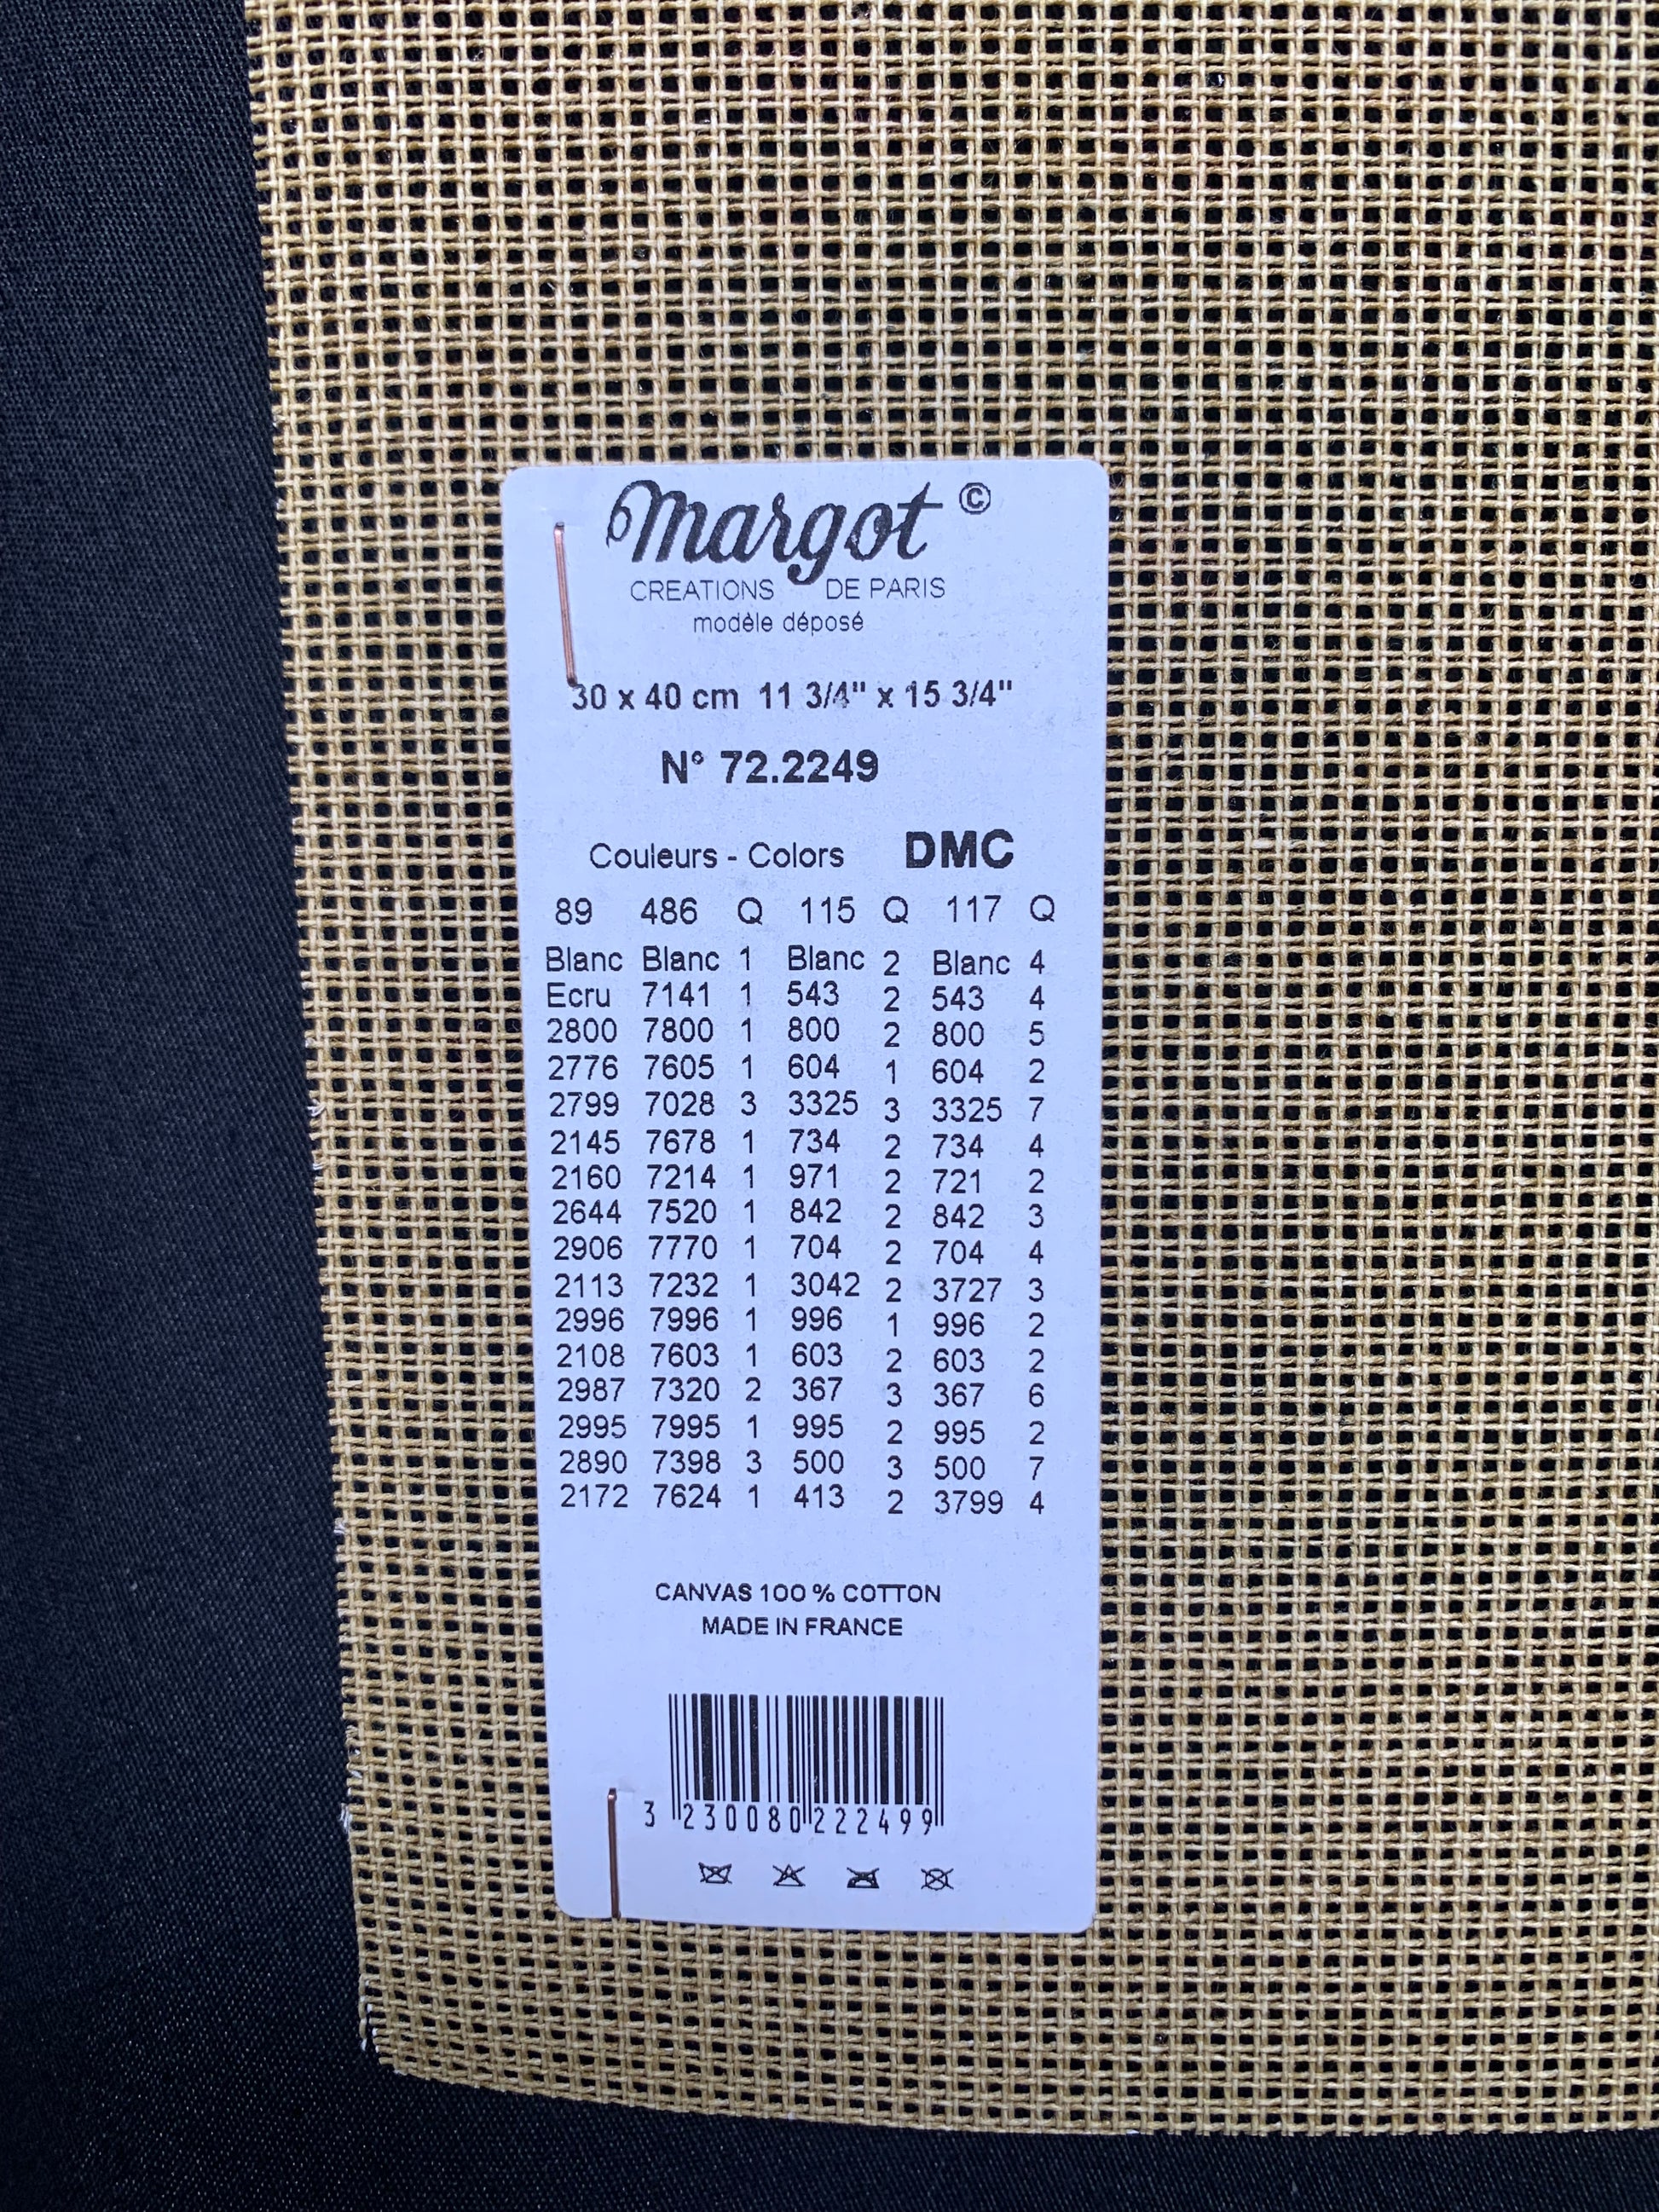 margot ©
CREATIONS DE PARIS
modèle déposé
30 x 40 cm 11 3/4" x 15 3/4"
N° 72.2249
Couleurs - Colors DMC
89 486 Q 115 Q 117 Q
Blanc Blanc 1 Blanc 2 Blanc 4
Ecru 7141 1 543 2 543 4
2800 7800 1 800 2 800 5
2776 7605 1 604 1 604 2
2799 7028 3 3325 3 3325 7
2145 7678 1 734 2 734 4
2160 7214 1 971 2 721 2
2644 7520 1 842 2 842 3
2906 7770 1 704 2 704 4
2113 7232 1 3042 2 3727 3
2996 7996 1 996 1 996 2
2108 7603 1 603 2 603 2
2987 7320 2 367 3 367 6
2995 7995 1 995 2 995 2
2890 7398 3 500 3 500 7
2172 7624 1 413 2 3799 4
CANVAS 100 % COTTON
MADE IN FRANCE
3 230080 222499